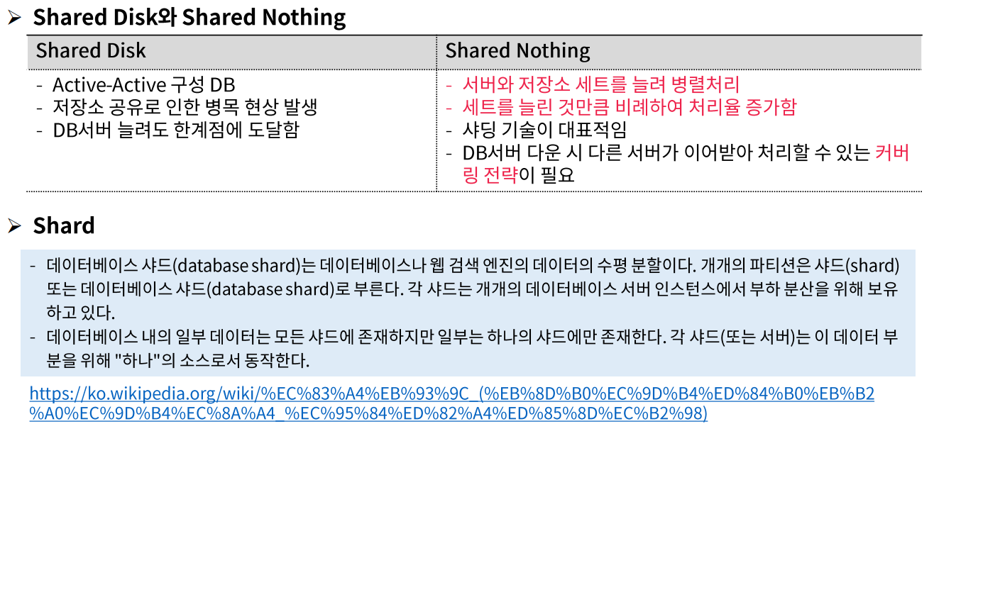 ➢ Shared Disk와 Shared Nothing
Shared Disk
- Active-Active 구성 DB
- 저장소 공유로 인한 병목 현상 발생
- DB서버 늘려도 한계점에 도달함
Shared Nothing
- 서버와 저장소 세트를 늘려 병렬처리
- 세트를 늘린 것만큼 비례하여 처리율 증가함
- 샤딩 기술이 대표적임
- DB서버 다운 시 다른 서버가 이어받아 처리할 수 있는 커버
링 전략이 필요
➢ Shard
- 데이터베이스 샤드(database shard)는 데이터베이스나 웹 검색 엔진의 데이터의 수평 분할이다. 개개의 파티션은 샤드(shard)
또는 데이터베이스 샤드(database shard)로 부른다. 각 샤드는 개개의 데이터베이스 서버 인스턴스에서 부하 분산을 위해 보유
하고 있다.
- 데이터베이스 내의 일부 데이터는 모든 샤드에 존재하지만 일부는 하나의 샤드에만 존재한다. 각 샤드(또는 서버)는 이 데이터 부
분을 위해 "하나"의 소스로서 동작한다.
https://ko.wikipedia.org/wiki/%EC%83%A4%EB%93%9C_(%EB%8D%B0%EC%9D%B4%ED%84%B0%EB%B2
%A0%EC%9D%B4%EC%8A%A4_%EC%95%84%ED%82%A4%ED%85%8D%EC%B2%98)